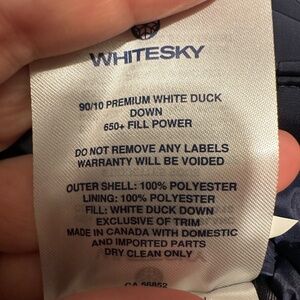 WHITESKY
90/10 PREMIUM WHITE DUCK
DOWN
650+ FILL POWER
DO NOT REMOVE ANY LABELS
WARRANTY WILL BE VOIDED
OUTER SHELL: 100% POLYESTER
LINING: 100% POLYESTER
FILL: WHITE DUCK DOWN
EXCLUSIVE OF TRIM
MADE IN CANADA WITH DOMESTIC
AND IMPORTED PARTS
DRY CLEAN ONLY
CA 56852